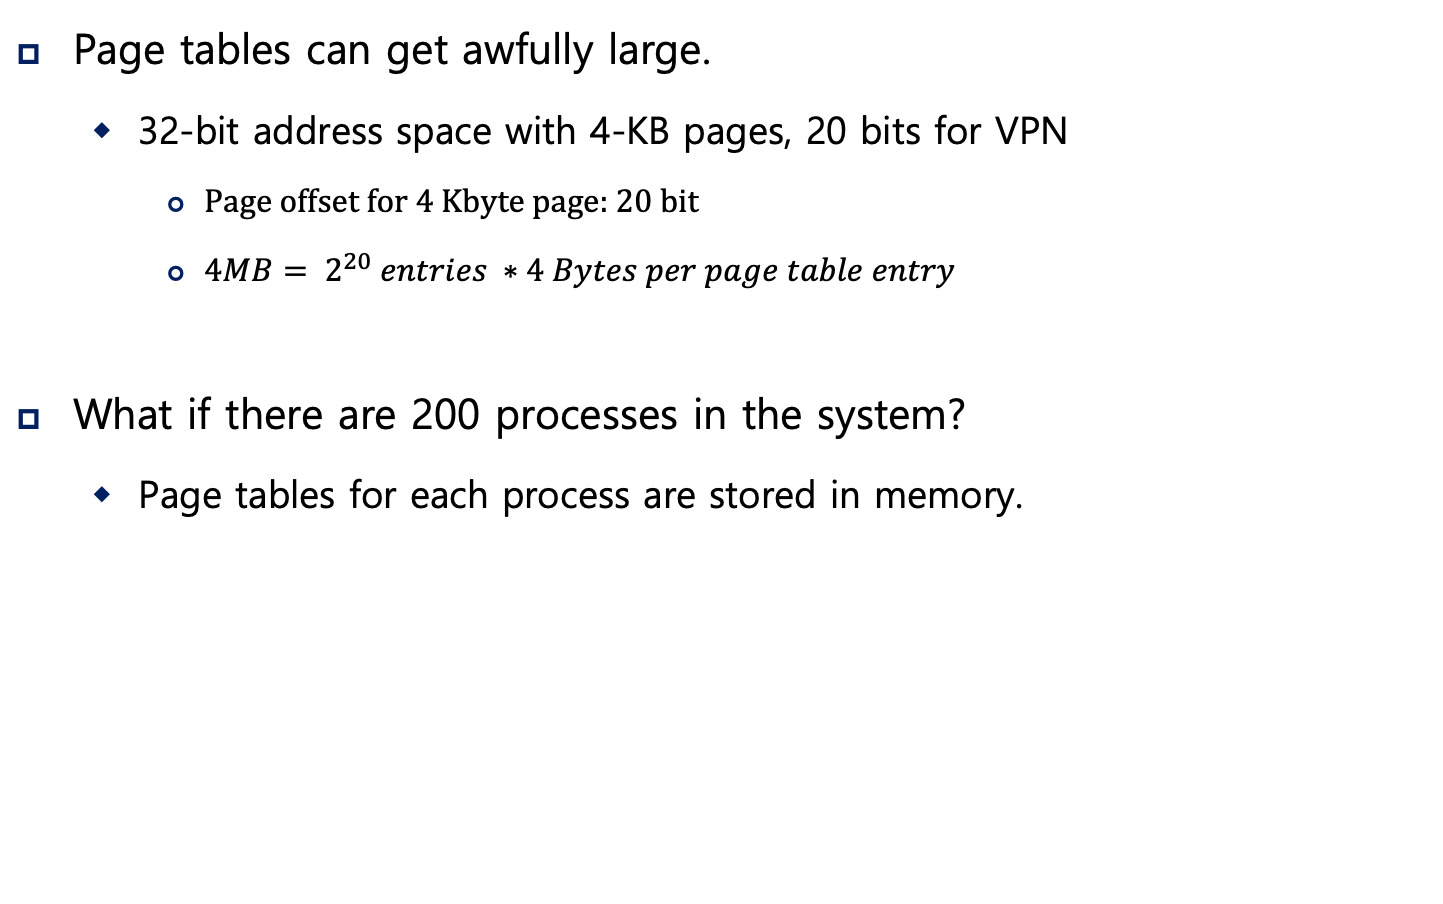 Page tables can get awfully large.
32-bit address space with 4-KB pages, 20 bits for VPN
Page offset for 4 Kbyte page: 20 bit
4MB = 2²⁰ entries ∗ 4 Bytes per page table entry
What if there are 200 processes in the system?
Page tables for each process are stored in memory.